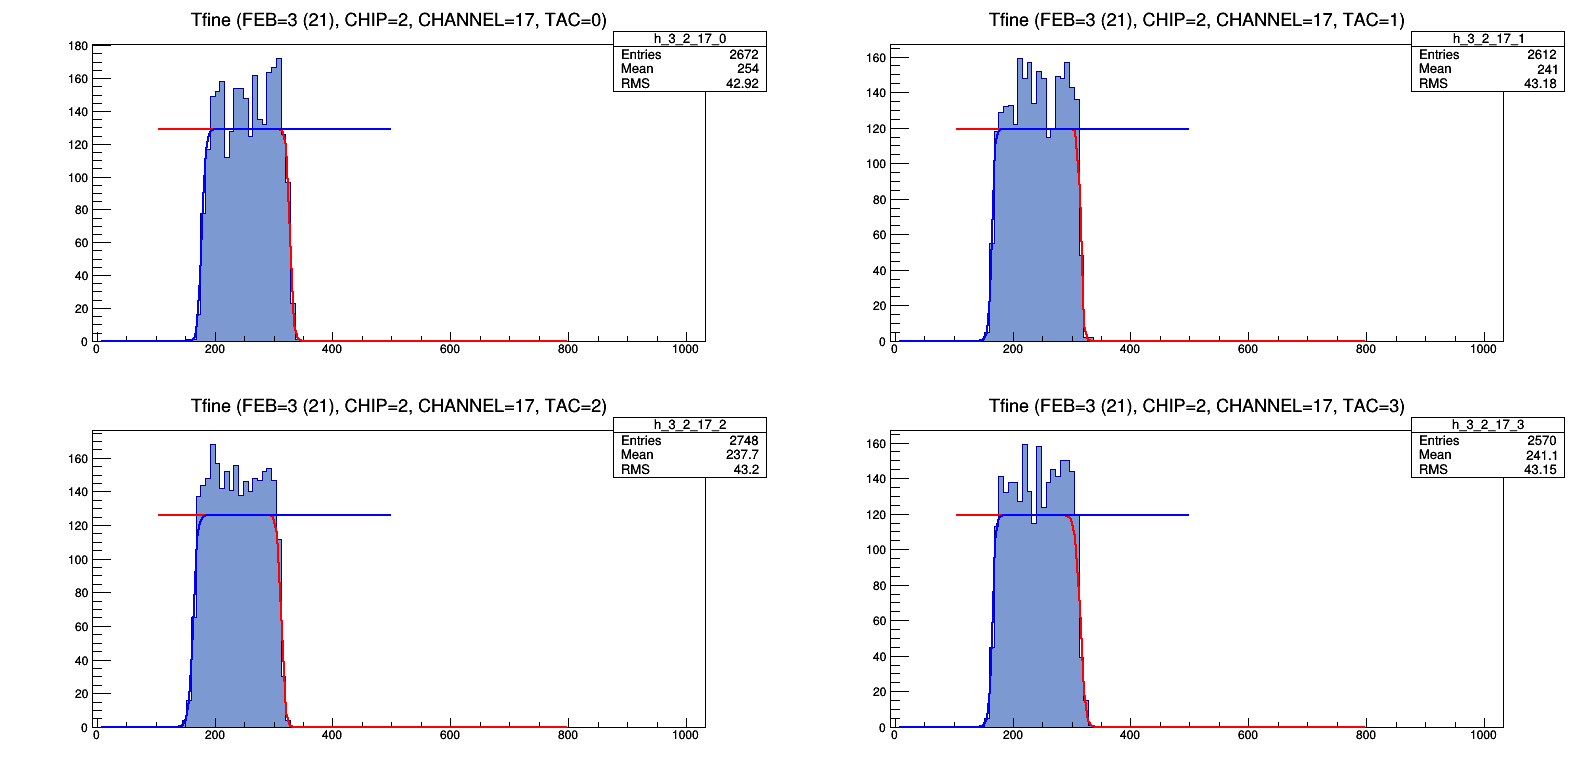 Tfine (FEB=3 (21), CHIP=2, CHANNEL=17, TAC=0)
h_3_2_17_0
Entries 2672
Mean 254
RMS 42.92
180
160
140
120
100
80
60
40
20
0
0 200 400 600 800 1000
Tfine (FEB=3 (21), CHIP=2, CHANNEL=17, TAC=1)
h_3_2_17_1
Entries 2612
Mean 241
RMS 43.18
160
140
120
100
80
60
40
20
0
0 200 400 600 800 1000
Tfine (FEB=3 (21), CHIP=2, CHANNEL=17, TAC=2)
h_3_2_17_2
Entries 2748
Mean 237.7
RMS 43.2
160
140
120
100
80
60
40
20
0
0 200 400 600 800 1000
Tfine (FEB=3 (21), CHIP=2, CHANNEL=17, TAC=3)
h_3_2_17_3
Entries 2570
Mean 241.1
RMS 43.15
160
140
120
100
80
60
40
20
0
0 200 400 600 800 1000